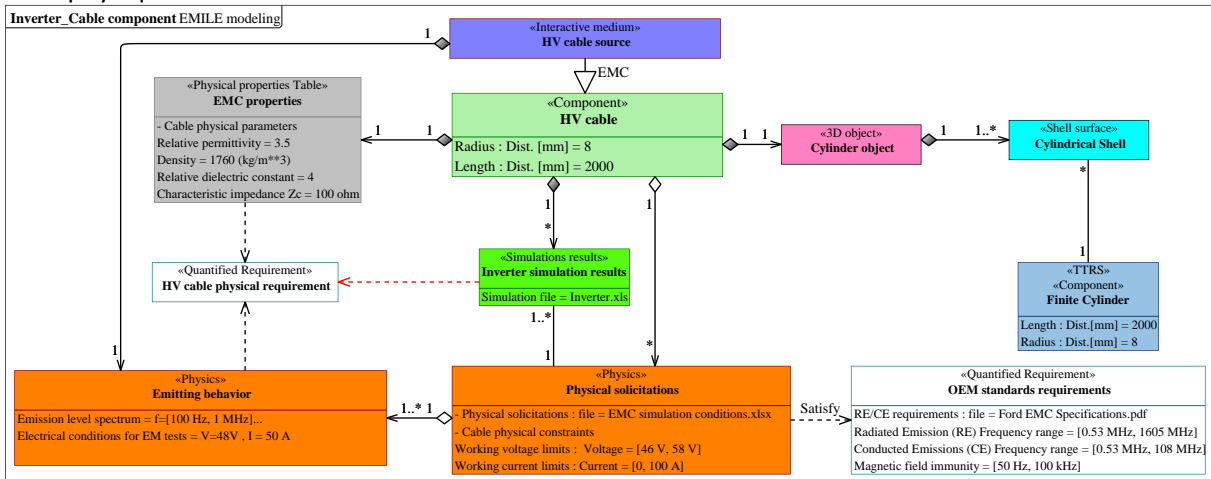 Inverter_Cable component EMILE modeling
«Interactive medium»
HV cable source
1
1
EMC
«Physical properties Table»
EMC properties
- Cable physical parameters
Relative permittivity = 3.5
Density = 1760 (kg/m**3)
Relative dielectric constant = 4
Characteristic impedance Zc = 100 ohm
1
1
«Component»
HV cable
Radius : Dist. [mm] = 8
Length : Dist. [mm] = 2000
1
1
«3D object»
Cylinder object
1
1..*
«Shell surface»
Cylindrical Shell
*
1
1
1
*
«Quantified Requirement»
HV cable physical requirement
«Simulations results»
Inverter simulation results
Simulation file = Inverter.xls
1..*
1
*
«TTRS»
«Component»
Finite Cylinder
Length : Dist.[mm] = 2000
Radius : Dist.[mm] = 8
1
«Physics»
Emitting behavior
Emission level spectrum = f=[100 Hz, 1 MHz]...
Electrical conditions for EM tests = V=48V , I = 50 A
1..*
1
«Physics»
Physical solicitations
- Physical solicitations : file = EMC simulation conditions.xlsx
- Cable physical constraints
Working voltage limits : Voltage = [46 V, 58 V]
Working current limits : Current = [0, 100 A]
Satisfy
«Quantified Requirement»
OEM standards requirements
RE/CE requirements : file = Ford EMC Specifications.pdf
Radiated Emission (RE) Frequency range = [0.53 MHz, 1605 MHz]
Conducted Emissions (CE) Frequency range = [0.53 MHz, 108 MHz]
Magnetic field immunity = [50 Hz, 100 kHz]